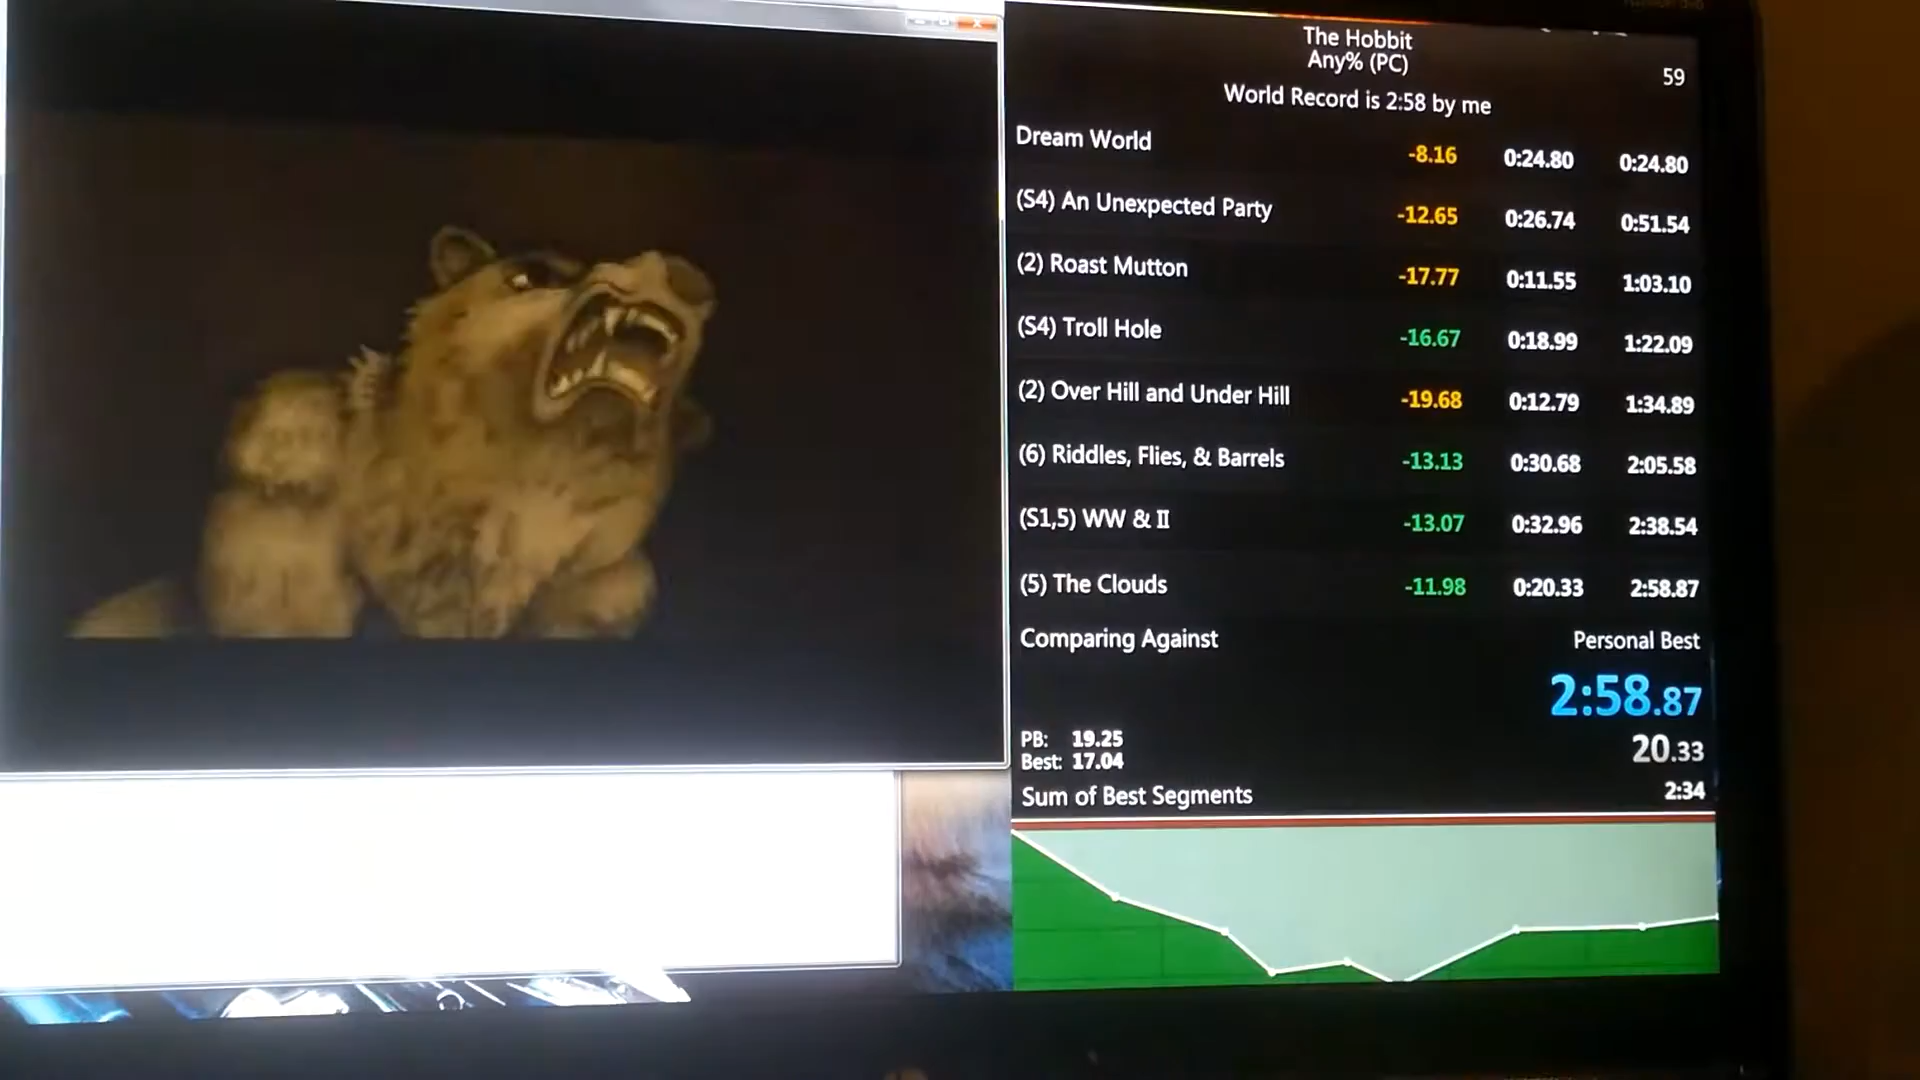 The Hobbit
Any% (PC)
59
World Record is 2:58 by me
Dream World -8.16 0:24.80 0:24.80
(S4) An Unexpected Party -12.65 0:26.74 0:51.54
(2) Roast Mutton -17.77 0:11.55 1:03.10
(S4) Troll Hole -16.67 0:18.99 1:22.09
(2) Over Hill and Under Hill -19.68 0:12.79 1:34.89
(6) Riddles, Flies, & Barrels -13.13 0:30.68 2:05.58
(S1,5) WW & II -13.07 0:32.96 2:38.54
(5) The Clouds -11.98 0:20.33 2:58.87
Comparing Against Personal Best
2:58.87
PB: 19.25 20.33
Best: 17.04
Sum of Best Segments 2:34